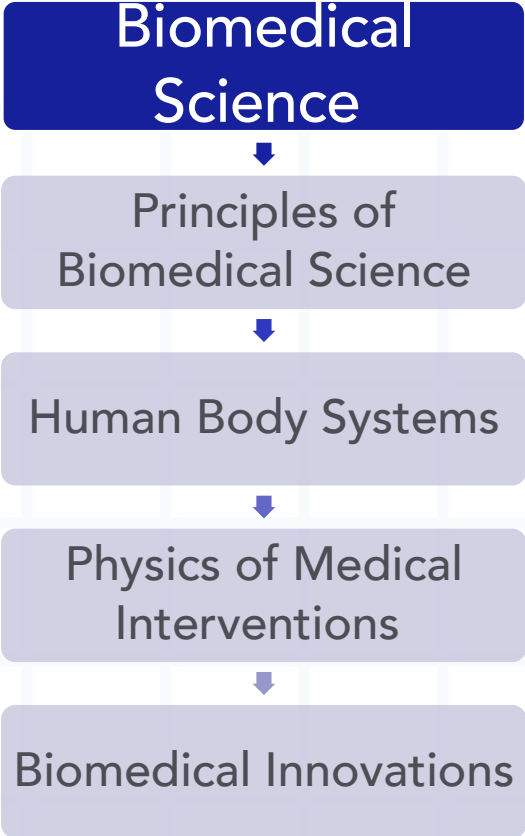 Biomedical
Science
Principles of
Biomedical Science
Human Body Systems
Physics of Medical
Interventions
Biomedical Innovations